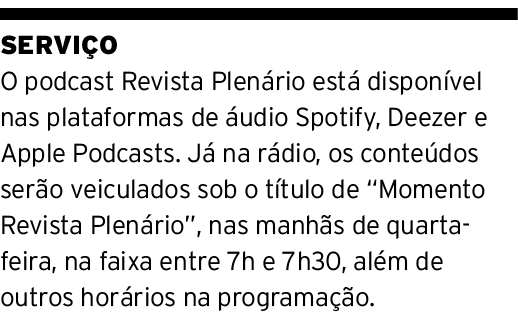 SERVIÇO
O podcast Revista Plenário está disponível
nas plataformas de áudio Spotify, Deezer e
Apple Podcasts. Já na rádio, os conteúdos
serão veiculados sob o título de “Momento
Revista Plenário”, nas manhãs de quarta-
feira, na faixa entre 7h e 7h30, além de
outros horários na programação.